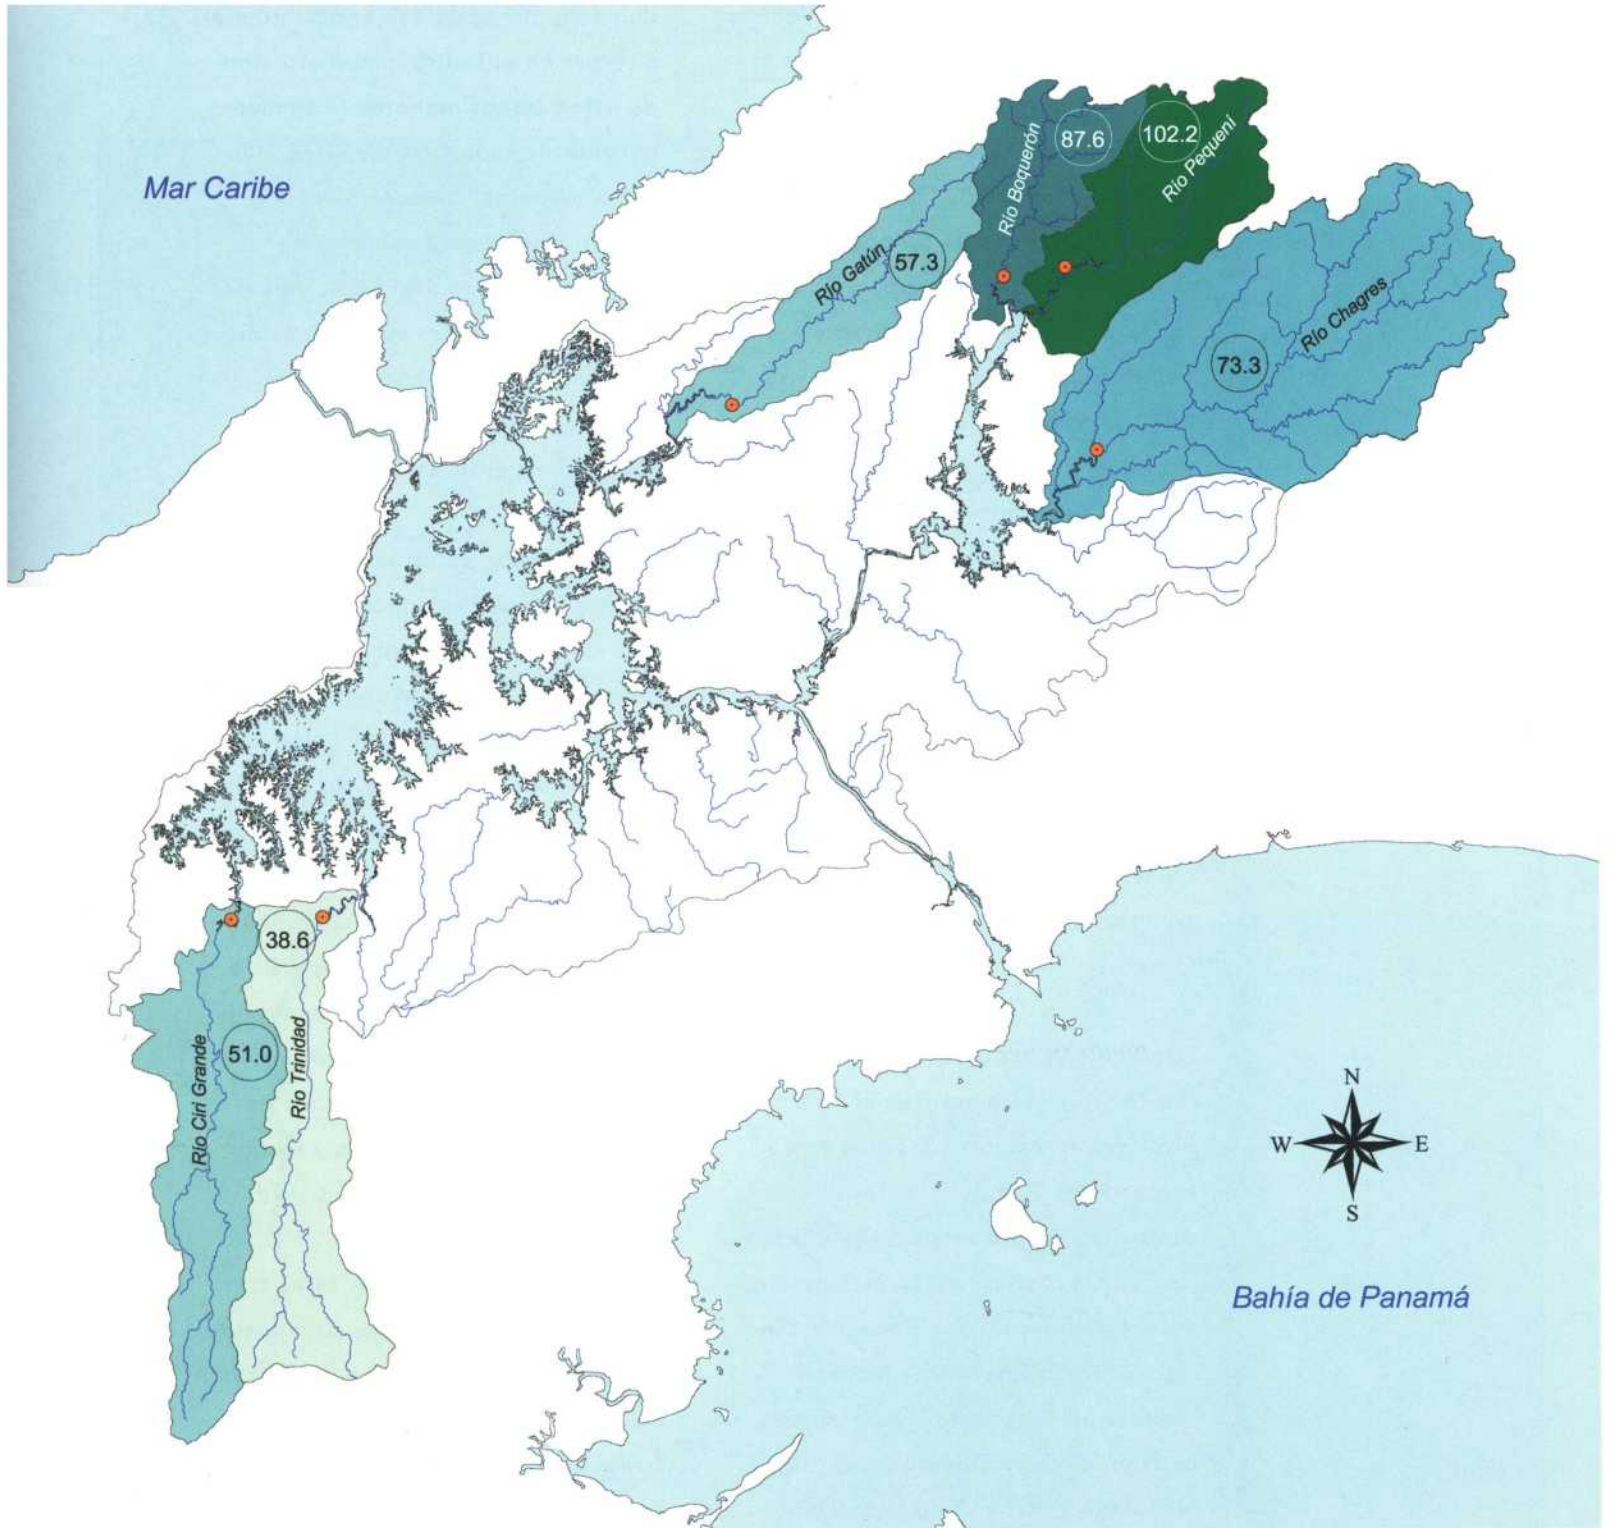 Mar Caribe
Río Boquerón
87.6
102.2
Río Pequení
Río Gatún
57.3
Río Chagres
73.3
38.6
51.0
Río Cirí Grande
Río Trinidad
N
W
E
S
Bahía de Panamá